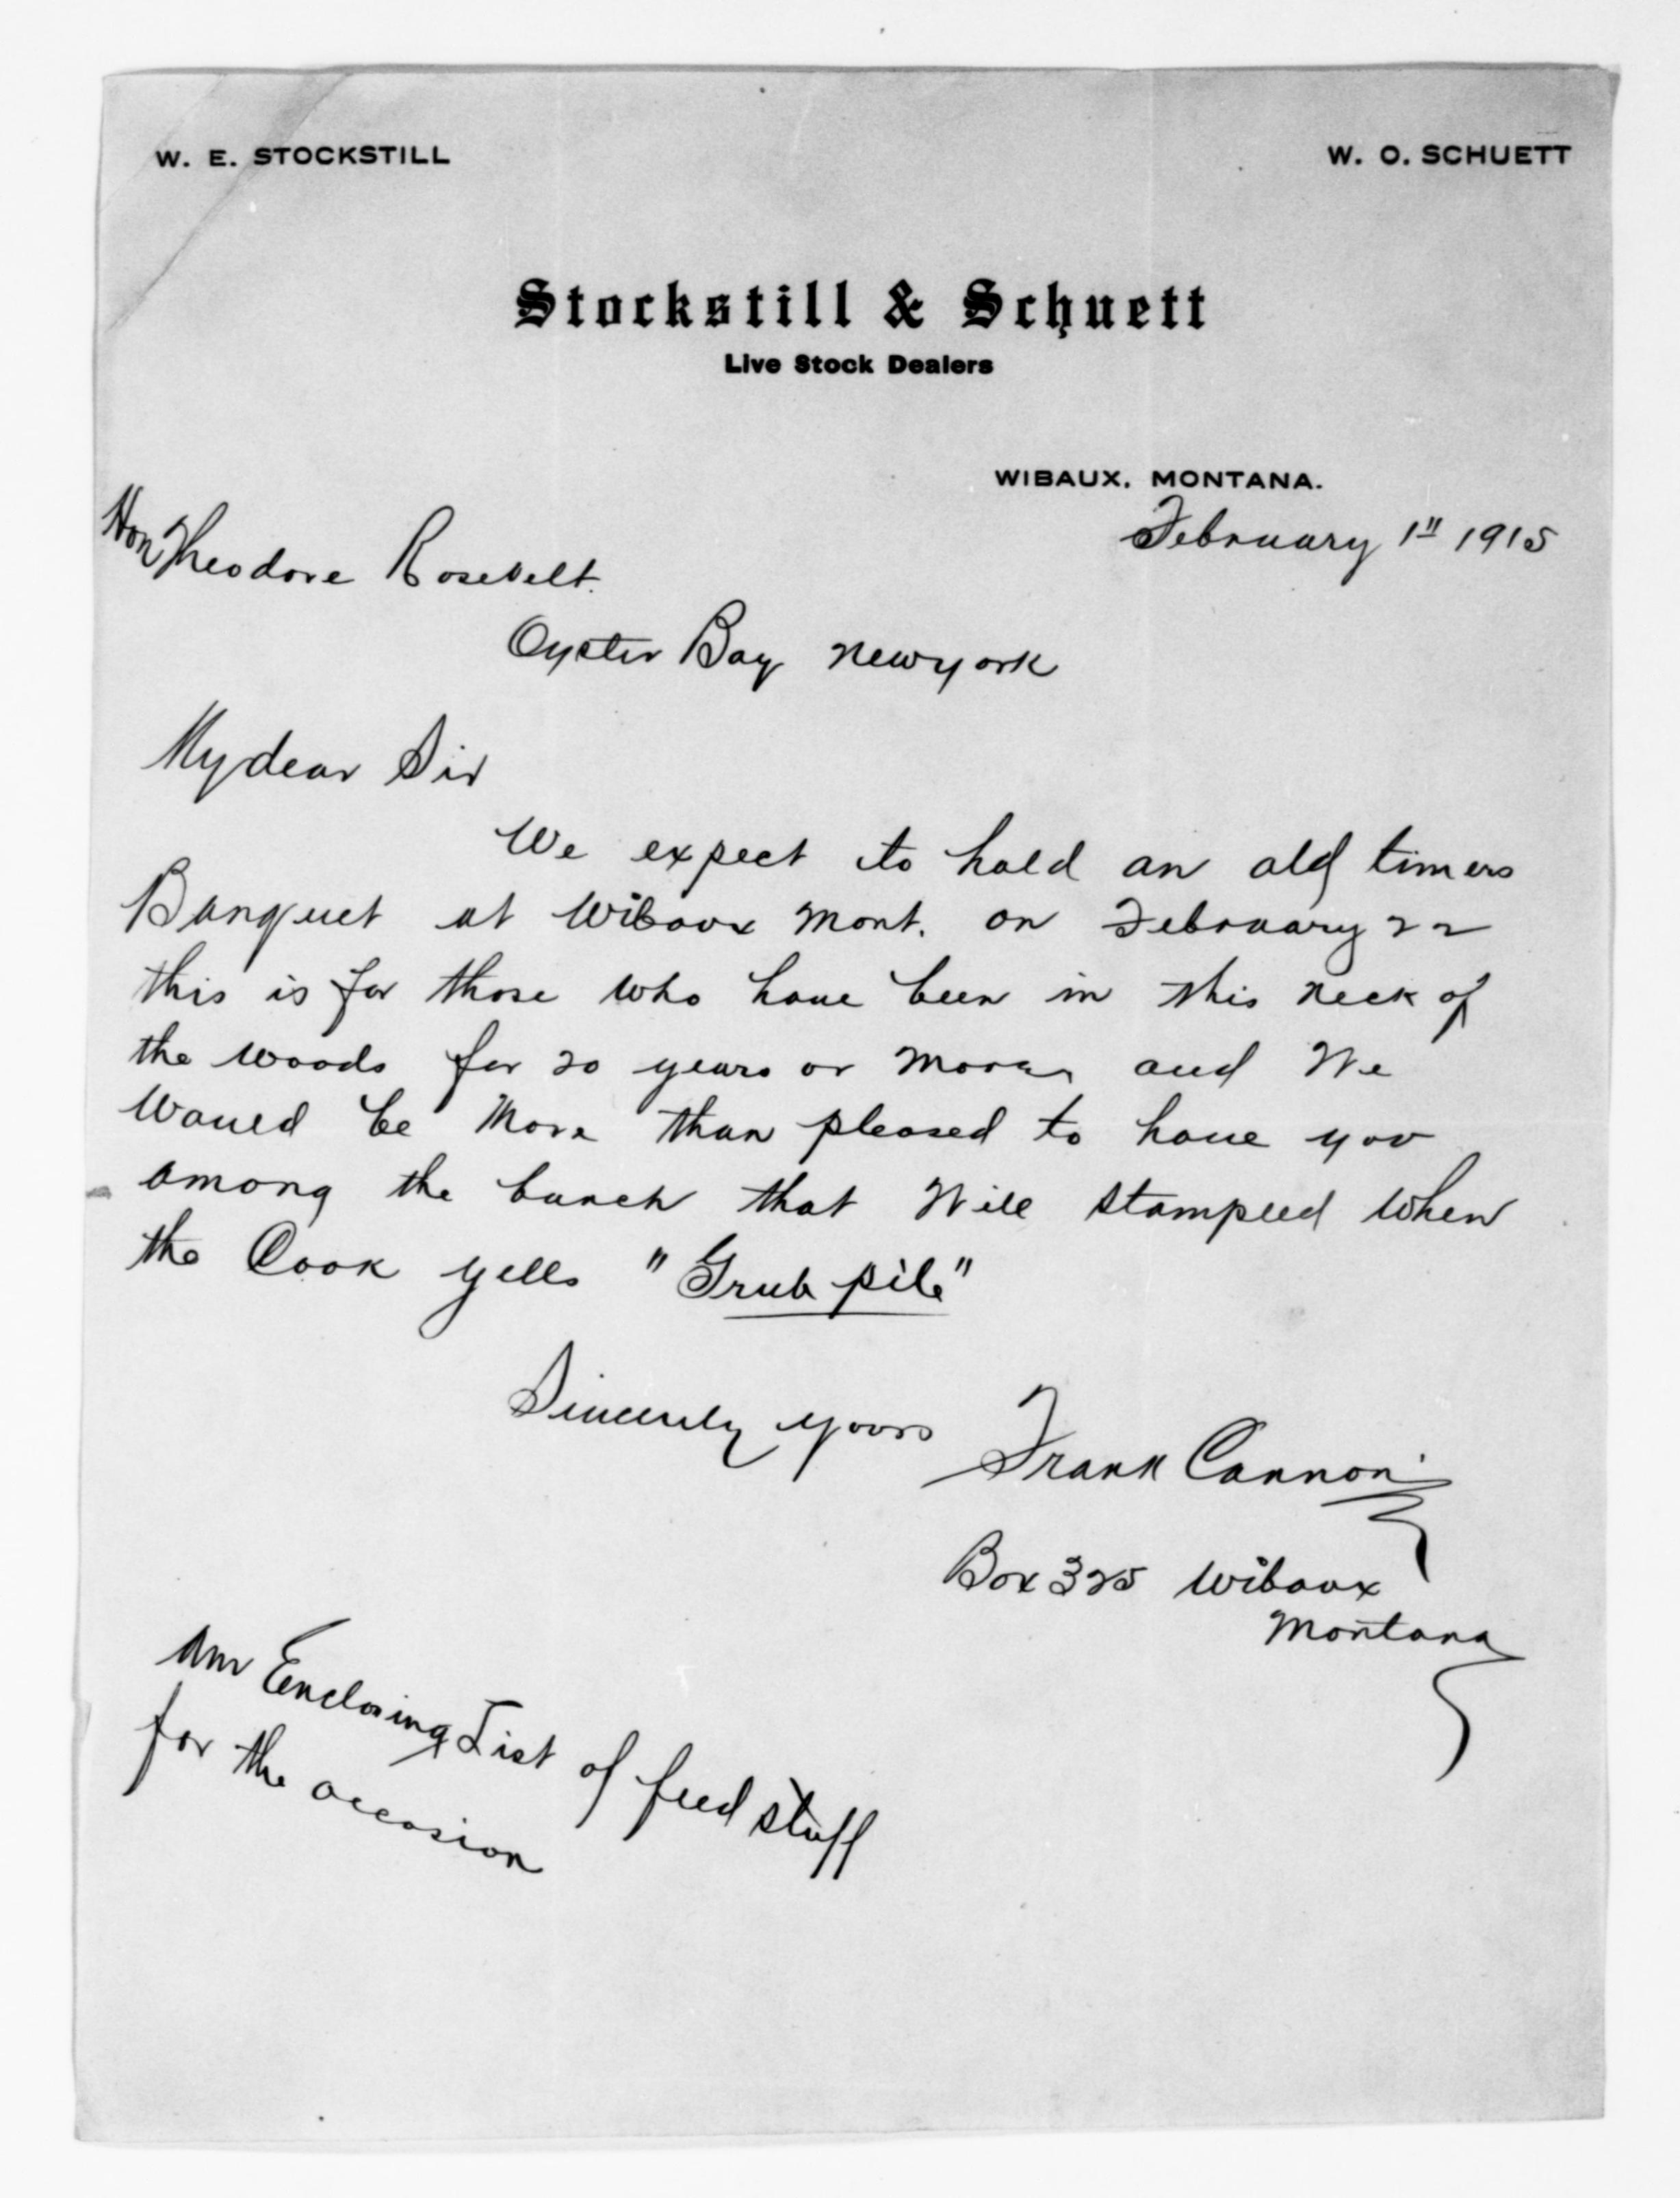 W. E. STOCKSTILL
W. O. SCHUETT
Stockstill & Schuett
Live Stock Dealers
WIBAUX, MONTANA.
February 1" 1915
Hon Theodore Rosevelt.
Oyster Bay New york
My dear Sir
We expect to hold an old timers
Banquet at Wibaux Mont. on February 22
this is for those who have been in this neck of
the woods for 20 years or more and We
Would be More than pleased to have you
among the bunch that Will stampeed when
the Cook yells "Grub pile"
Sincerely yours Frank Cannon
Box 325 Wibaux
Montana
Am Enclosing List of feed stuff
for the occasion